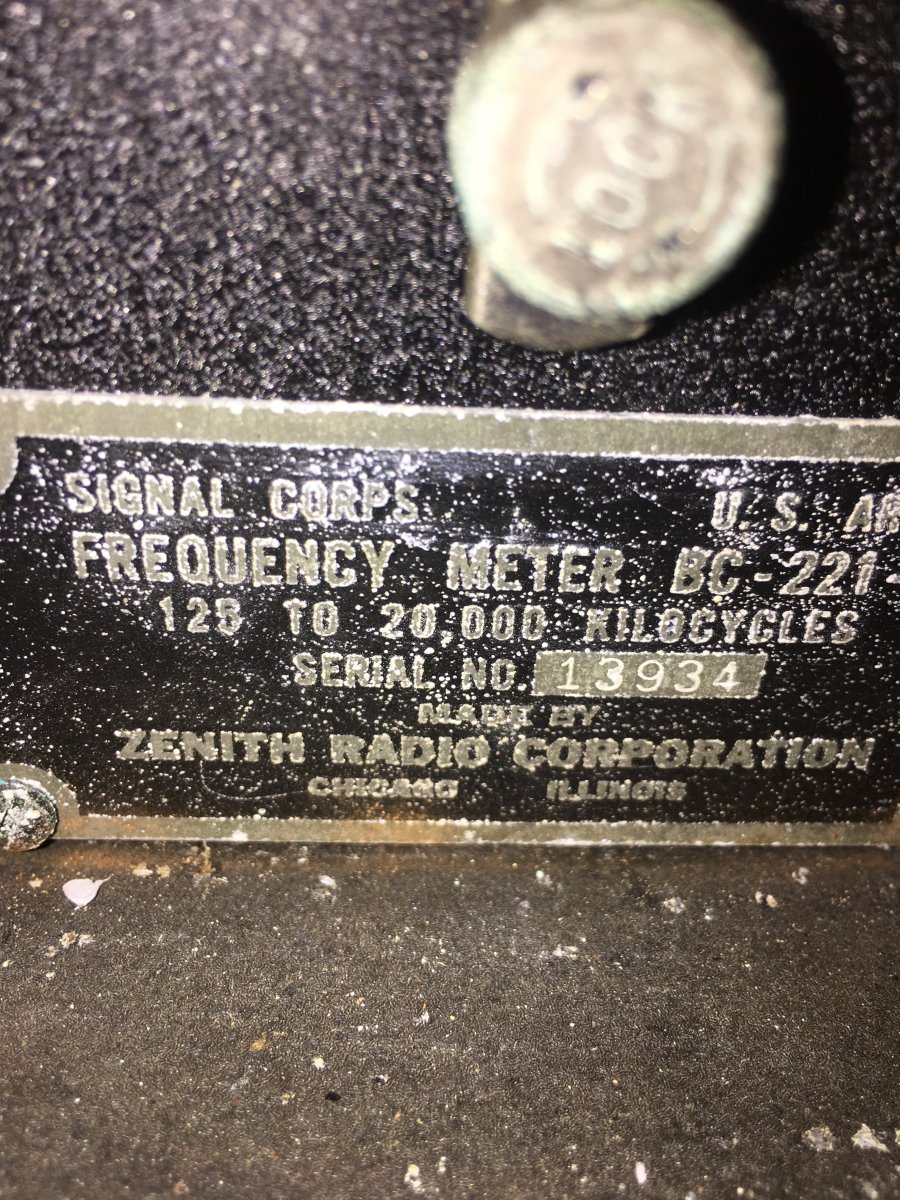 SIGNAL CORPS U. S. AR
FREQUENCY METER BC-221-
125 TO 20,000 KILOCYCLES
SERIAL NO. 13934
MADE BY
ZENITH RADIO CORPORATION
CHICAGO ILLINOIS